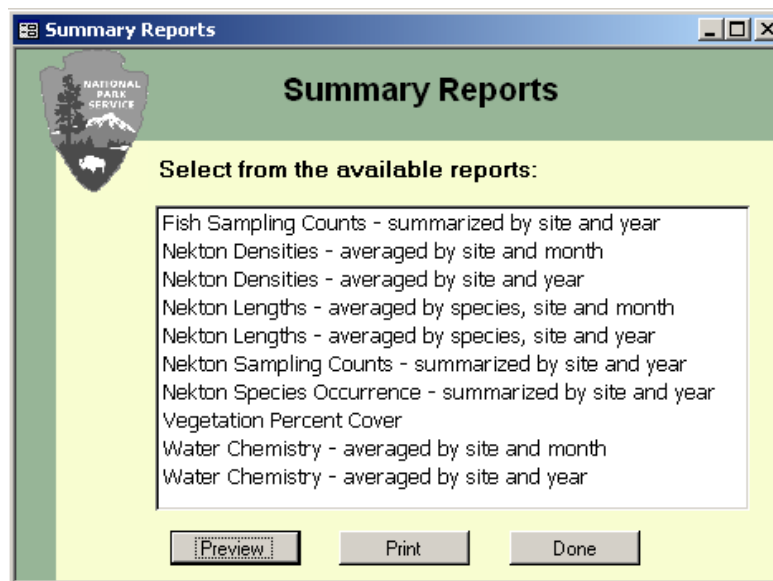 Summary Reports
NATIONAL
PARK
SERVICE
Summary Reports
Select from the available reports:
Fish Sampling Counts - summarized by site and year
Nekton Densities - averaged by site and month
Nekton Densities - averaged by site and year
Nekton Lengths - averaged by species, site and month
Nekton Lengths - averaged by species, site and year
Nekton Sampling Counts - summarized by site and year
Nekton Species Occurrence - summarized by site and year
Vegetation Percent Cover
Water Chemistry - averaged by site and month
Water Chemistry - averaged by site and year
Preview Print Done